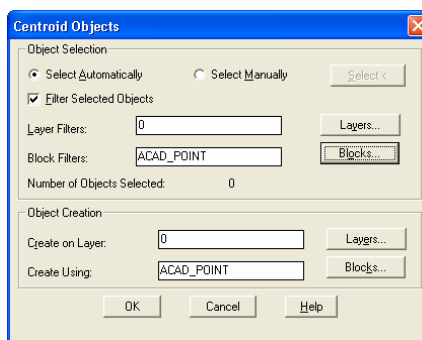 Centroid Objects
Object Selection
Select Automatically Select Manually Select <
Filter Selected Objects
Layer Filters: 0 Layers...
Block Filters: ACAD_POINT Blocks...
Number of Objects Selected: 0
Object Creation
Create on Layer: 0 Layers...
Create Using: ACAD_POINT Blocks...
OK Cancel Help